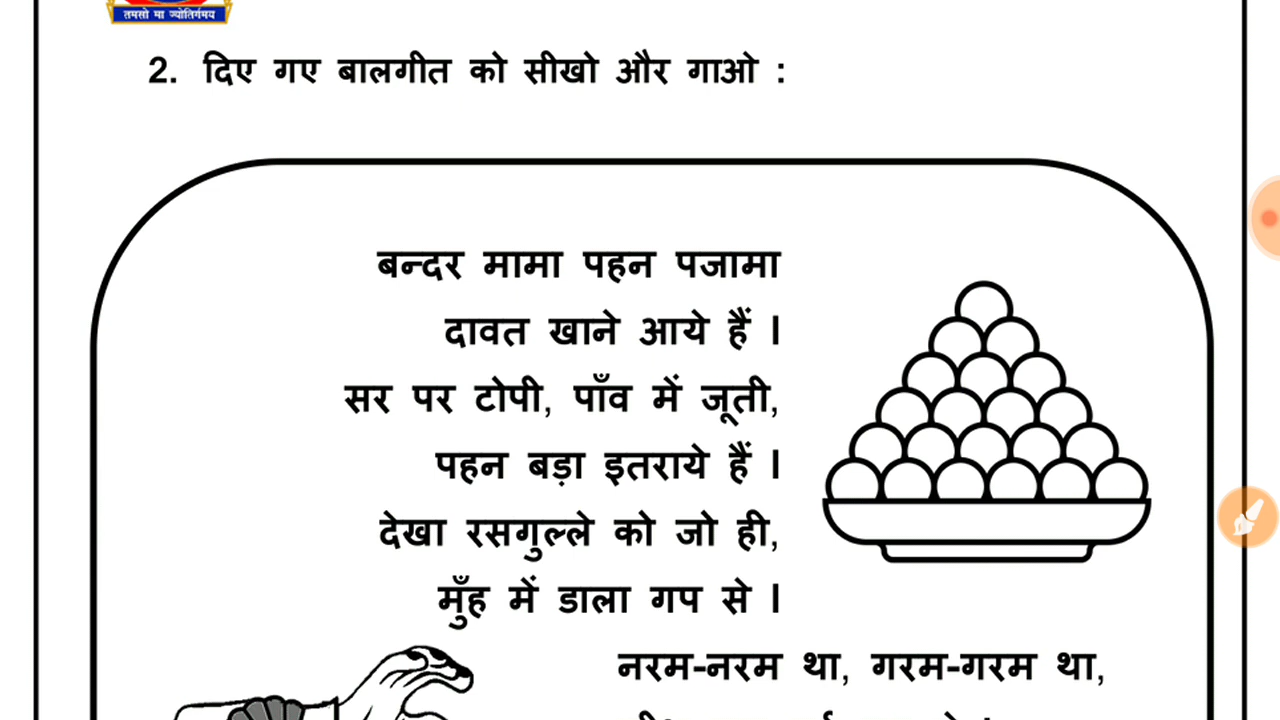 तमसो मा ज्योतिर्गमय
2. दिए गए बालगीत को सीखो और गाओ :
बन्दर मामा पहन पजामा
दावत खाने आये हैं ।
सर पर टोपी, पाँव में जूती,
पहन बड़ा इतराये हैं ।
देखा रसगुल्ले को जो ही,
मुँह में डाला गप से ।
नरम-नरम था, गरम-गरम था,